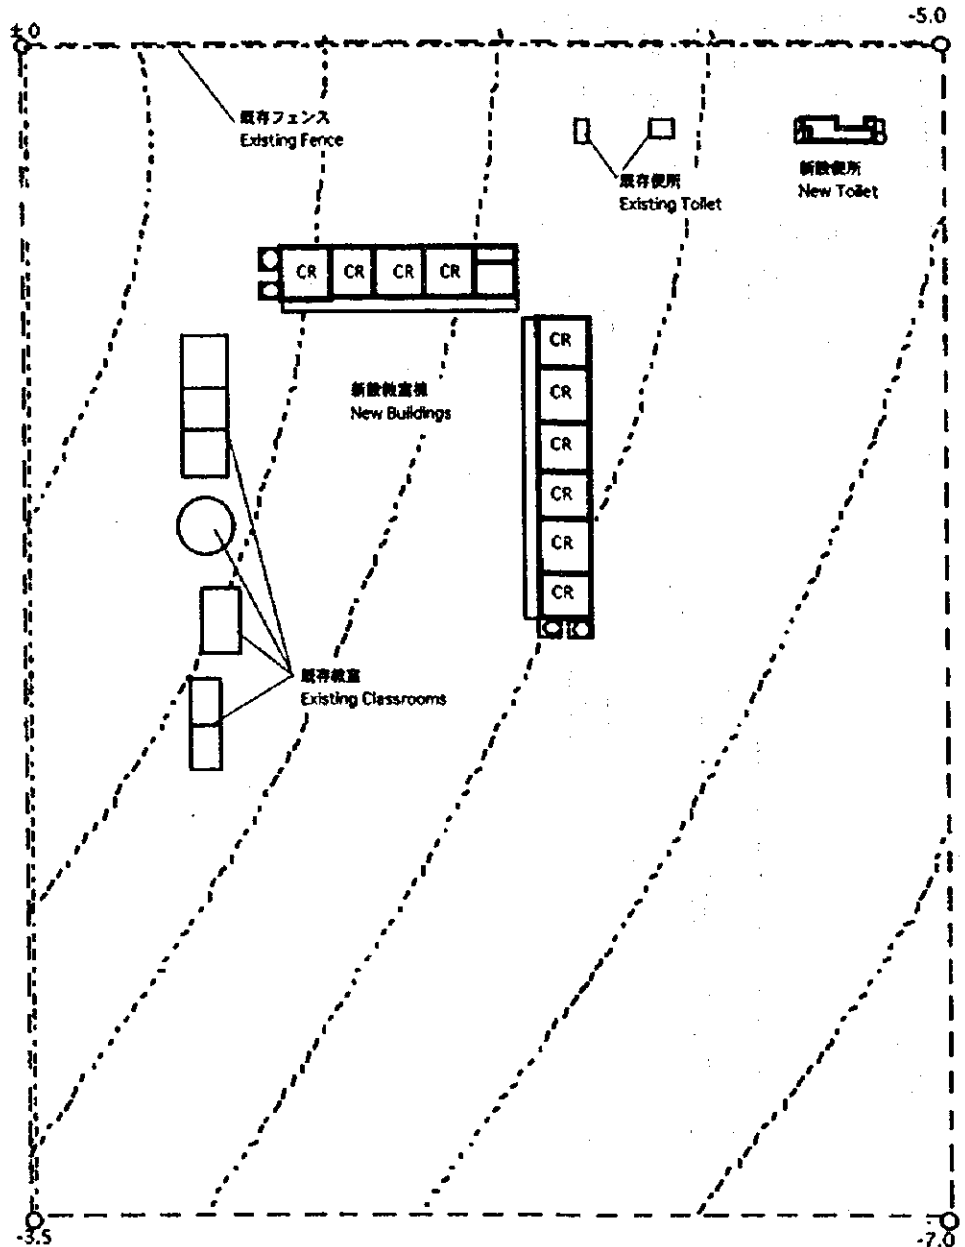 ±0
-5.0
既存フェンス
Existing Fence
既存便所
Existing Toilet
新設便所
New Toilet
CR
CR
CR
CR
CR
CR
CR
CR
CR
CR
新設教室棟
New Buildings
既存教室
Existing Classrooms
-3.5
-7.0